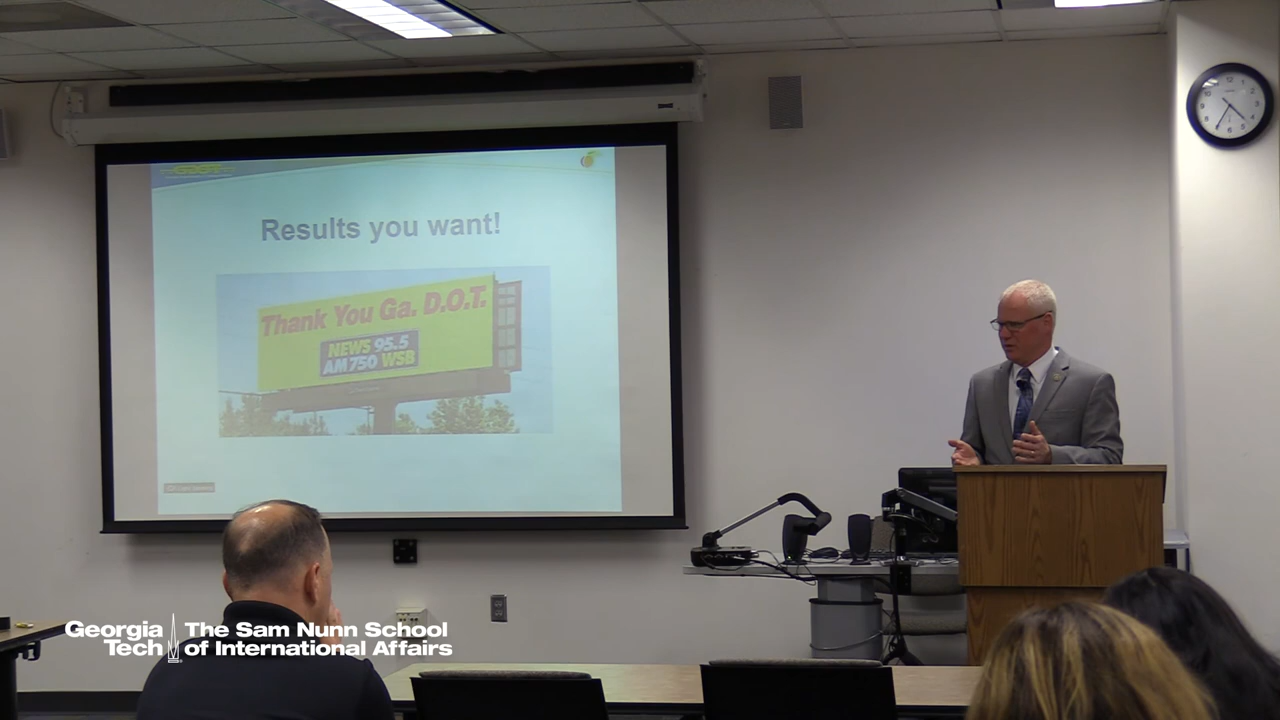 GDOT
Results you want!
Thank You Ga. D.O.T.
NEWS 95.5
AM 750 WSB
Georgia
Tech
The Sam Nunn School
of International Affairs